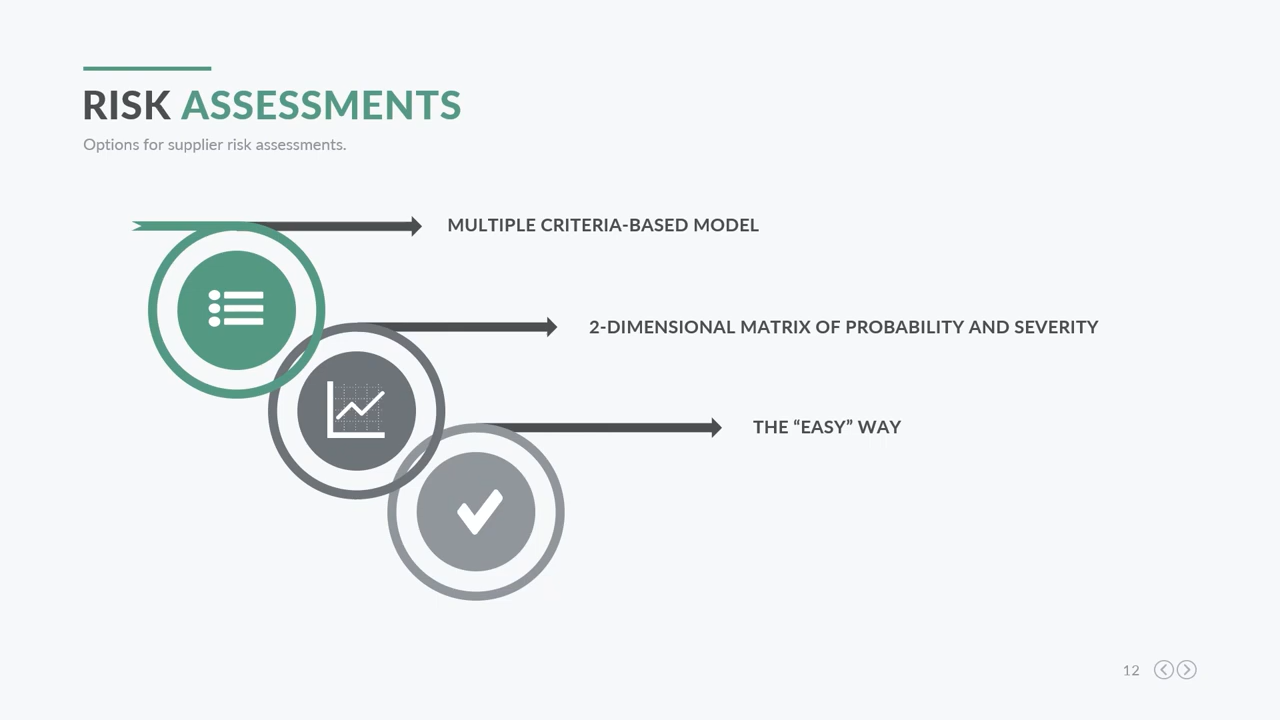 RISK ASSESSMENTS
Options for supplier risk assessments.
MULTIPLE CRITERIA-BASED MODEL
2-DIMENSIONAL MATRIX OF PROBABILITY AND SEVERITY
THE “EASY” WAY
12